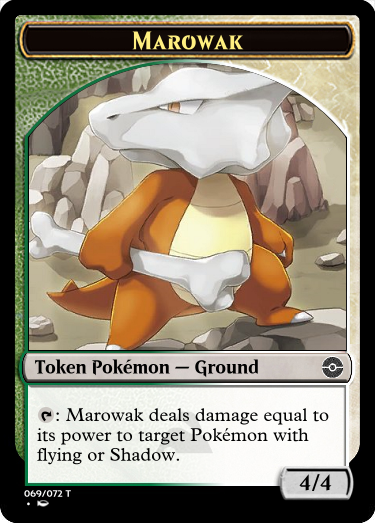 Marowak
Token Pokémon — Ground
: Marowak deals damage equal to
its power to target Pokémon with
flying or Shadow.
4/4
069/072 T